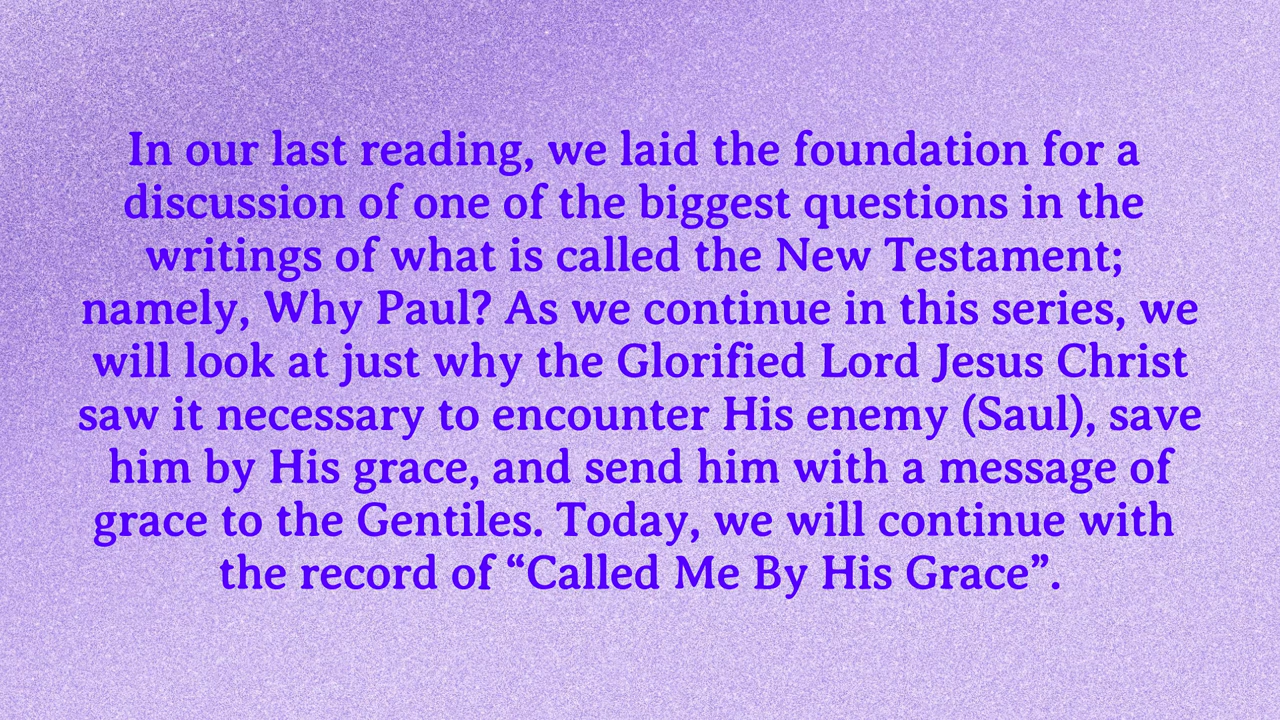 In our last reading, we laid the foundation for a
discussion of one of the biggest questions in the
writings of what is called the New Testament;
namely, Why Paul? As we continue in this series, we
will look at just why the Glorified Lord Jesus Christ
saw it necessary to encounter His enemy (Saul), save
him by His grace, and send him with a message of
grace to the Gentiles. Today, we will continue with
the record of “Called Me By His Grace”.